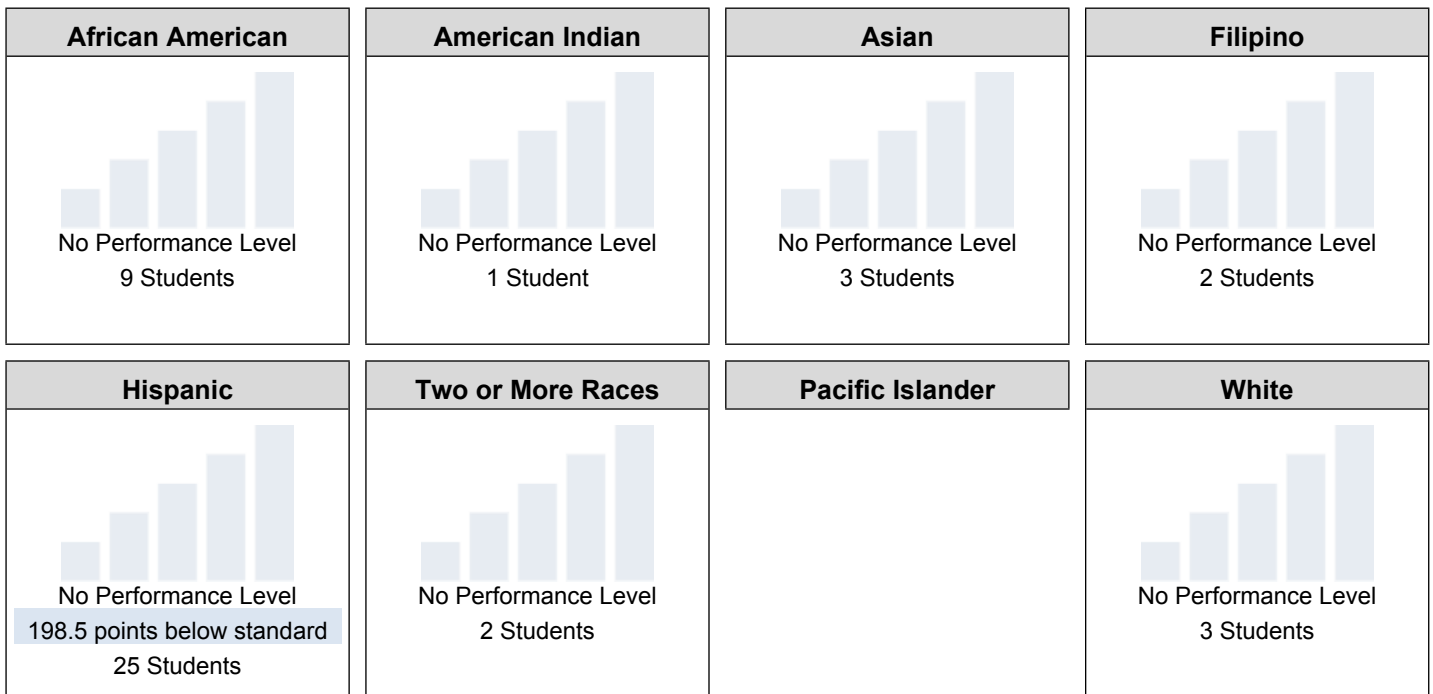 African American
No Performance Level
9 Students
American Indian
No Performance Level
1 Student
Asian
No Performance Level
3 Students
Filipino
No Performance Level
2 Students
Hispanic
No Performance Level
198.5 points below standard
25 Students
Two or More Races
No Performance Level
2 Students
Pacific Islander
White
No Performance Level
3 Students